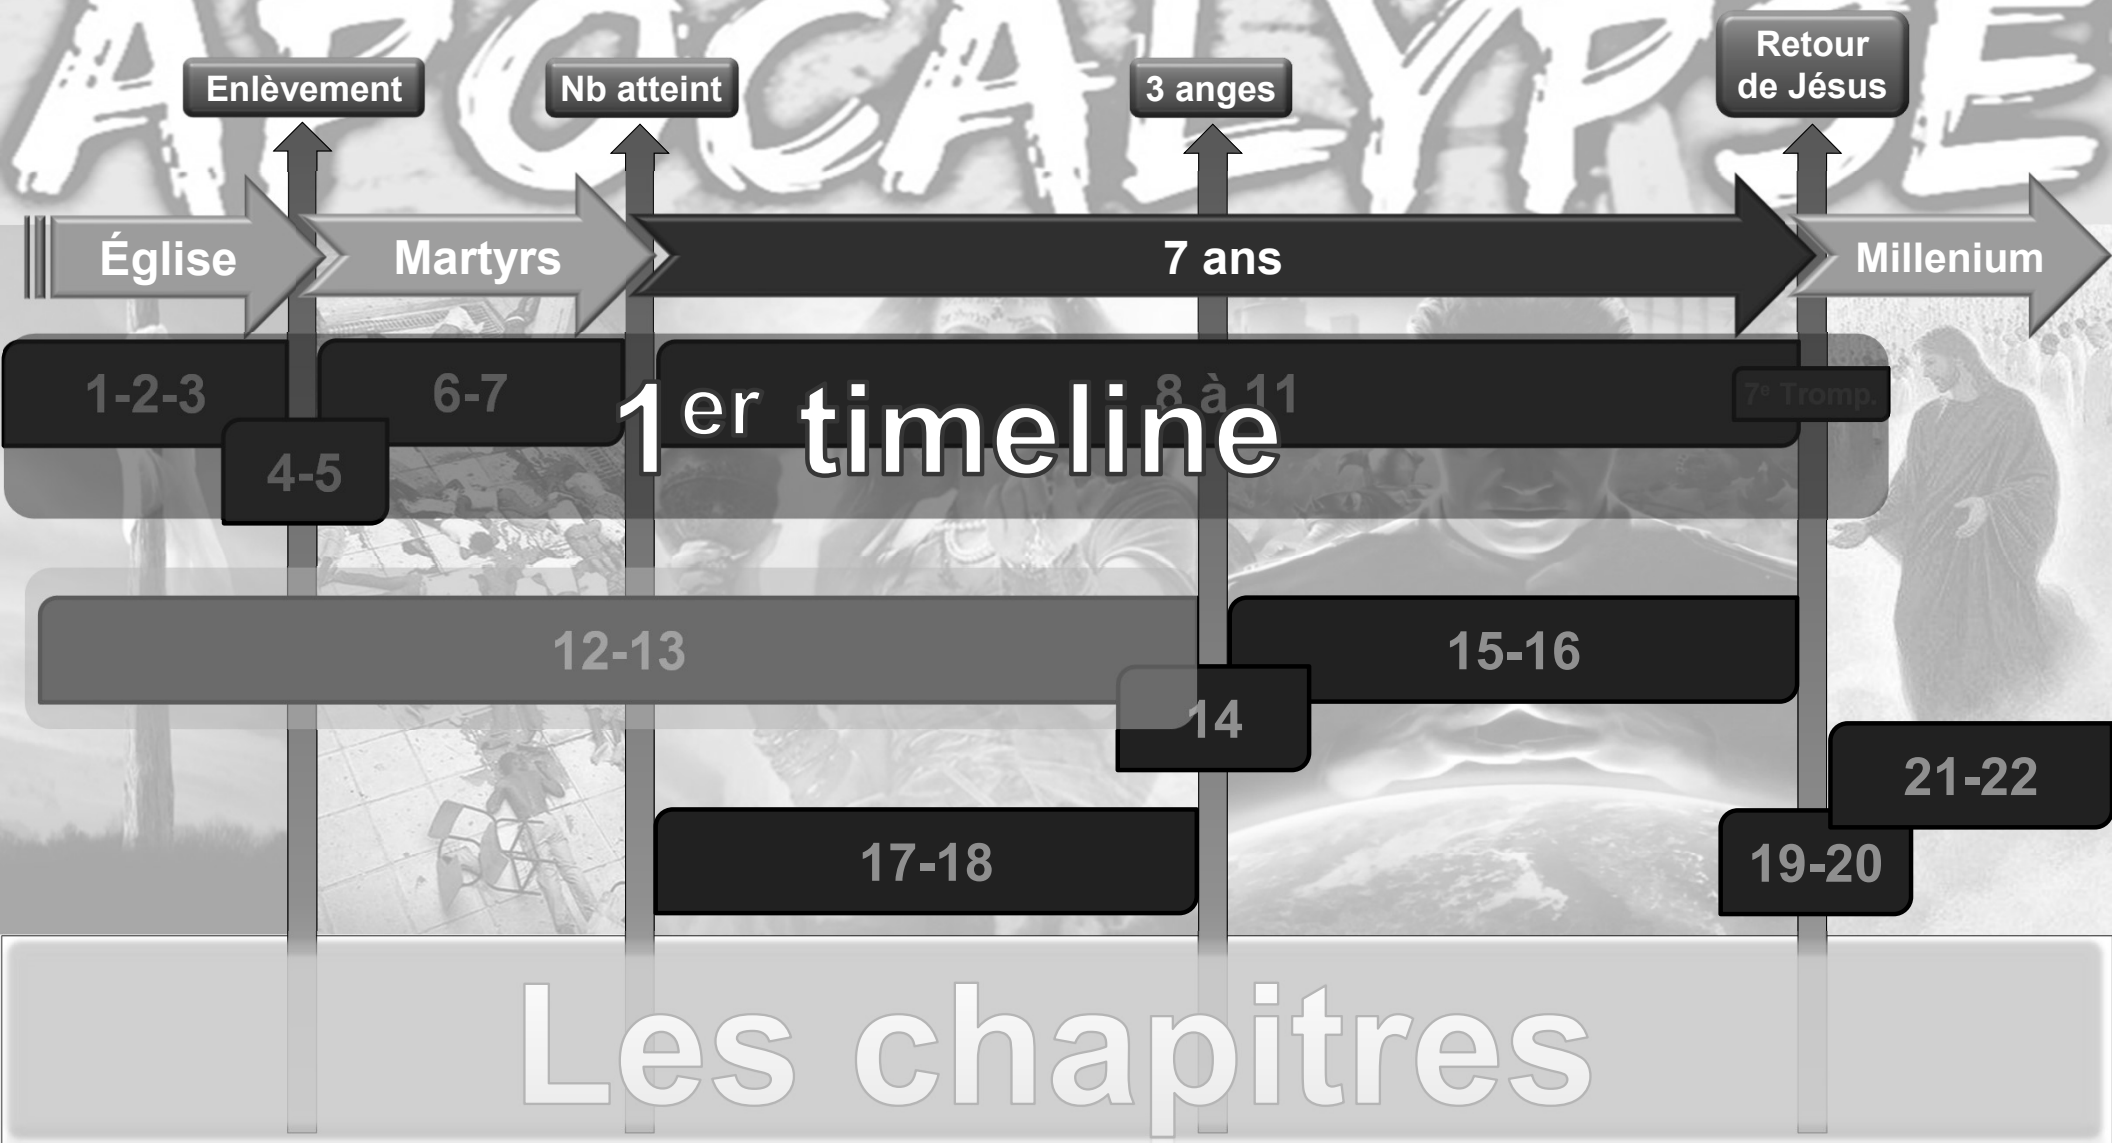 APOCALYPSE
Enlèvement
Nb atteint
3 anges
Retour
de Jésus
Église
Martyrs
7 ans
Millenium
1-2-3
6-7
8 à 11
7e Tromp.
1er timeline
4-5
12-13
15-16
14
21-22
17-18
19-20
Les chapitres